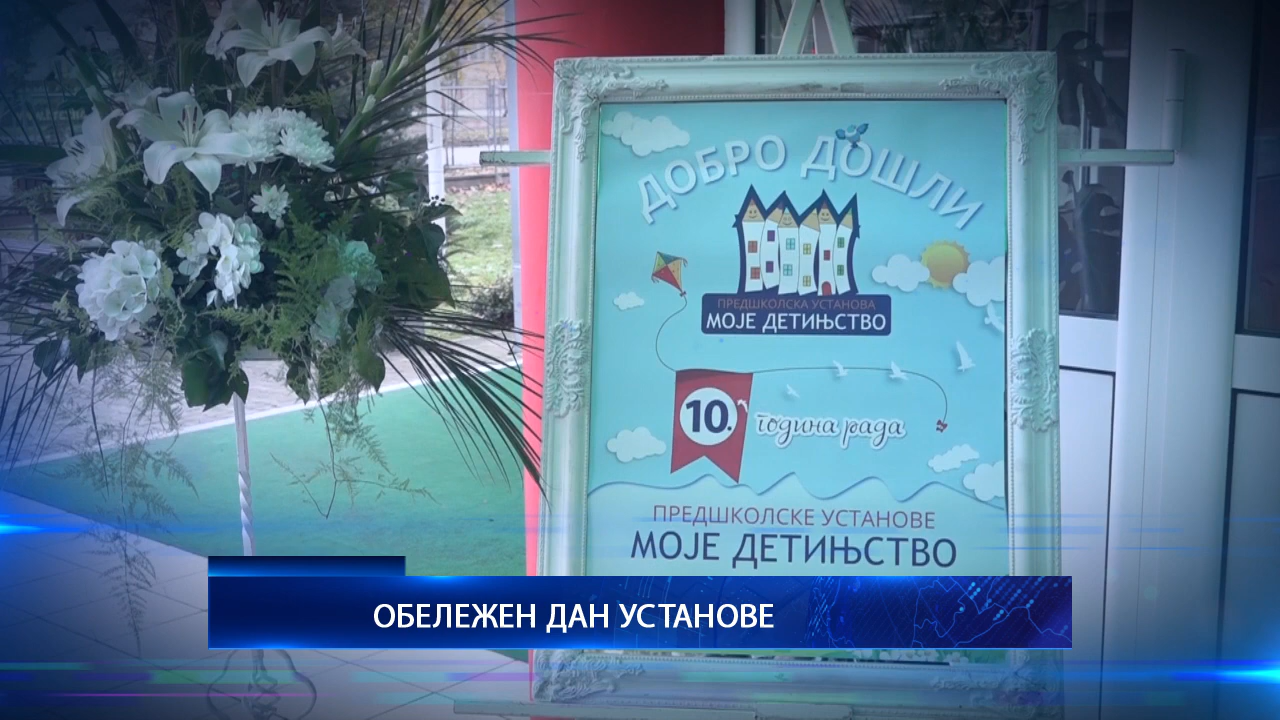 ДОБРО ДОШЛИ
ПРЕДШКОЛСКА УСТАНОВА
МОЈЕ ДЕТИЊСТВО
10. година рада
ПРЕДШКОЛСКЕ УСТАНОВЕ
МОЈЕ ДЕТИЊСТВО
ОБЕЛЕЖЕН ДАН УСТАНОВЕ